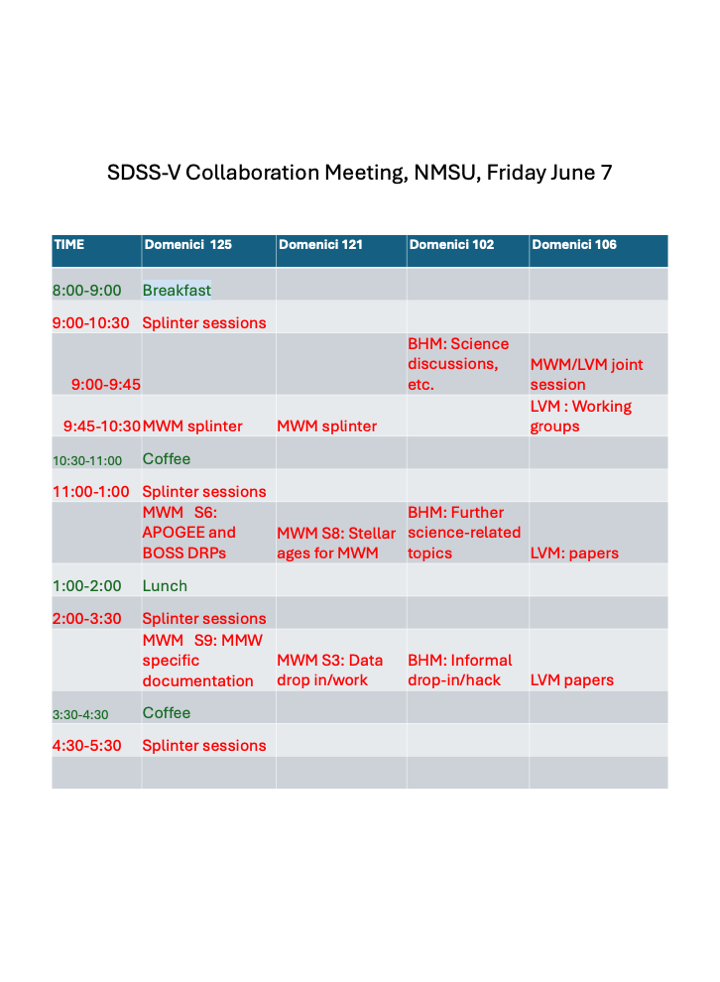 SDSS-V Collaboration Meeting, NMSU, Friday June 7
TIME Domenici 125 Domenici 121 Domenici 102 Domenici 106
8:00-9:00 Breakfast
9:00-10:30 Splinter sessions
9:00-9:45
BHM: Science
discussions,
etc.
MWM/LVM joint
session
9:45-10:30 MWM splinter MWM splinter
LVM : Working
groups
10:30-11:00 Coffee
11:00-1:00 Splinter sessions
MWM S6:
APOGEE and
BOSS DRPs
MWM S8: Stellar
ages for MWM
BHM: Further
science-related
topics
LVM: papers
1:00-2:00 Lunch
2:00-3:30 Splinter sessions
MWM S9: MMW
specific
documentation
MWM S3: Data
drop in/work
BHM: Informal
drop-in/hack
LVM papers
3:30-4:30 Coffee
4:30-5:30 Splinter sessions